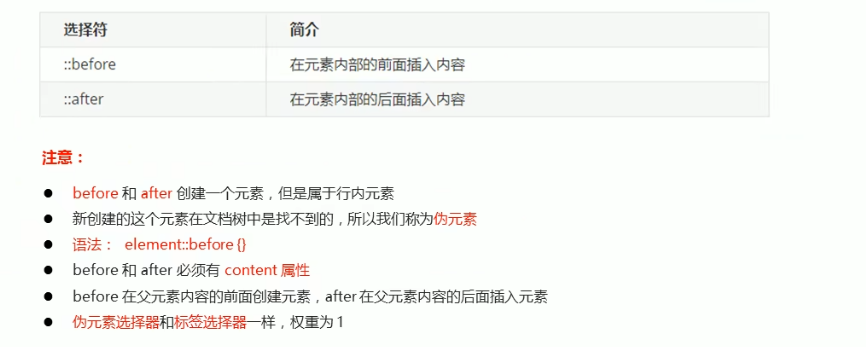 选择符 简介
::before 在元素内部的前面插入内容
::after 在元素内部的后面插入内容
注意：
● before 和 after 创建一个元素，但是属于行内元素
● 新创建的这个元素在文档树中是找不到的，所以我们称为伪元素
● 语法： element::before {}
● before 和 after 必须有 content 属性
● before 在父元素内容的前面创建元素，after 在父元素内容的后面插入元素
● 伪元素选择器和标签选择器一样，权重为 1